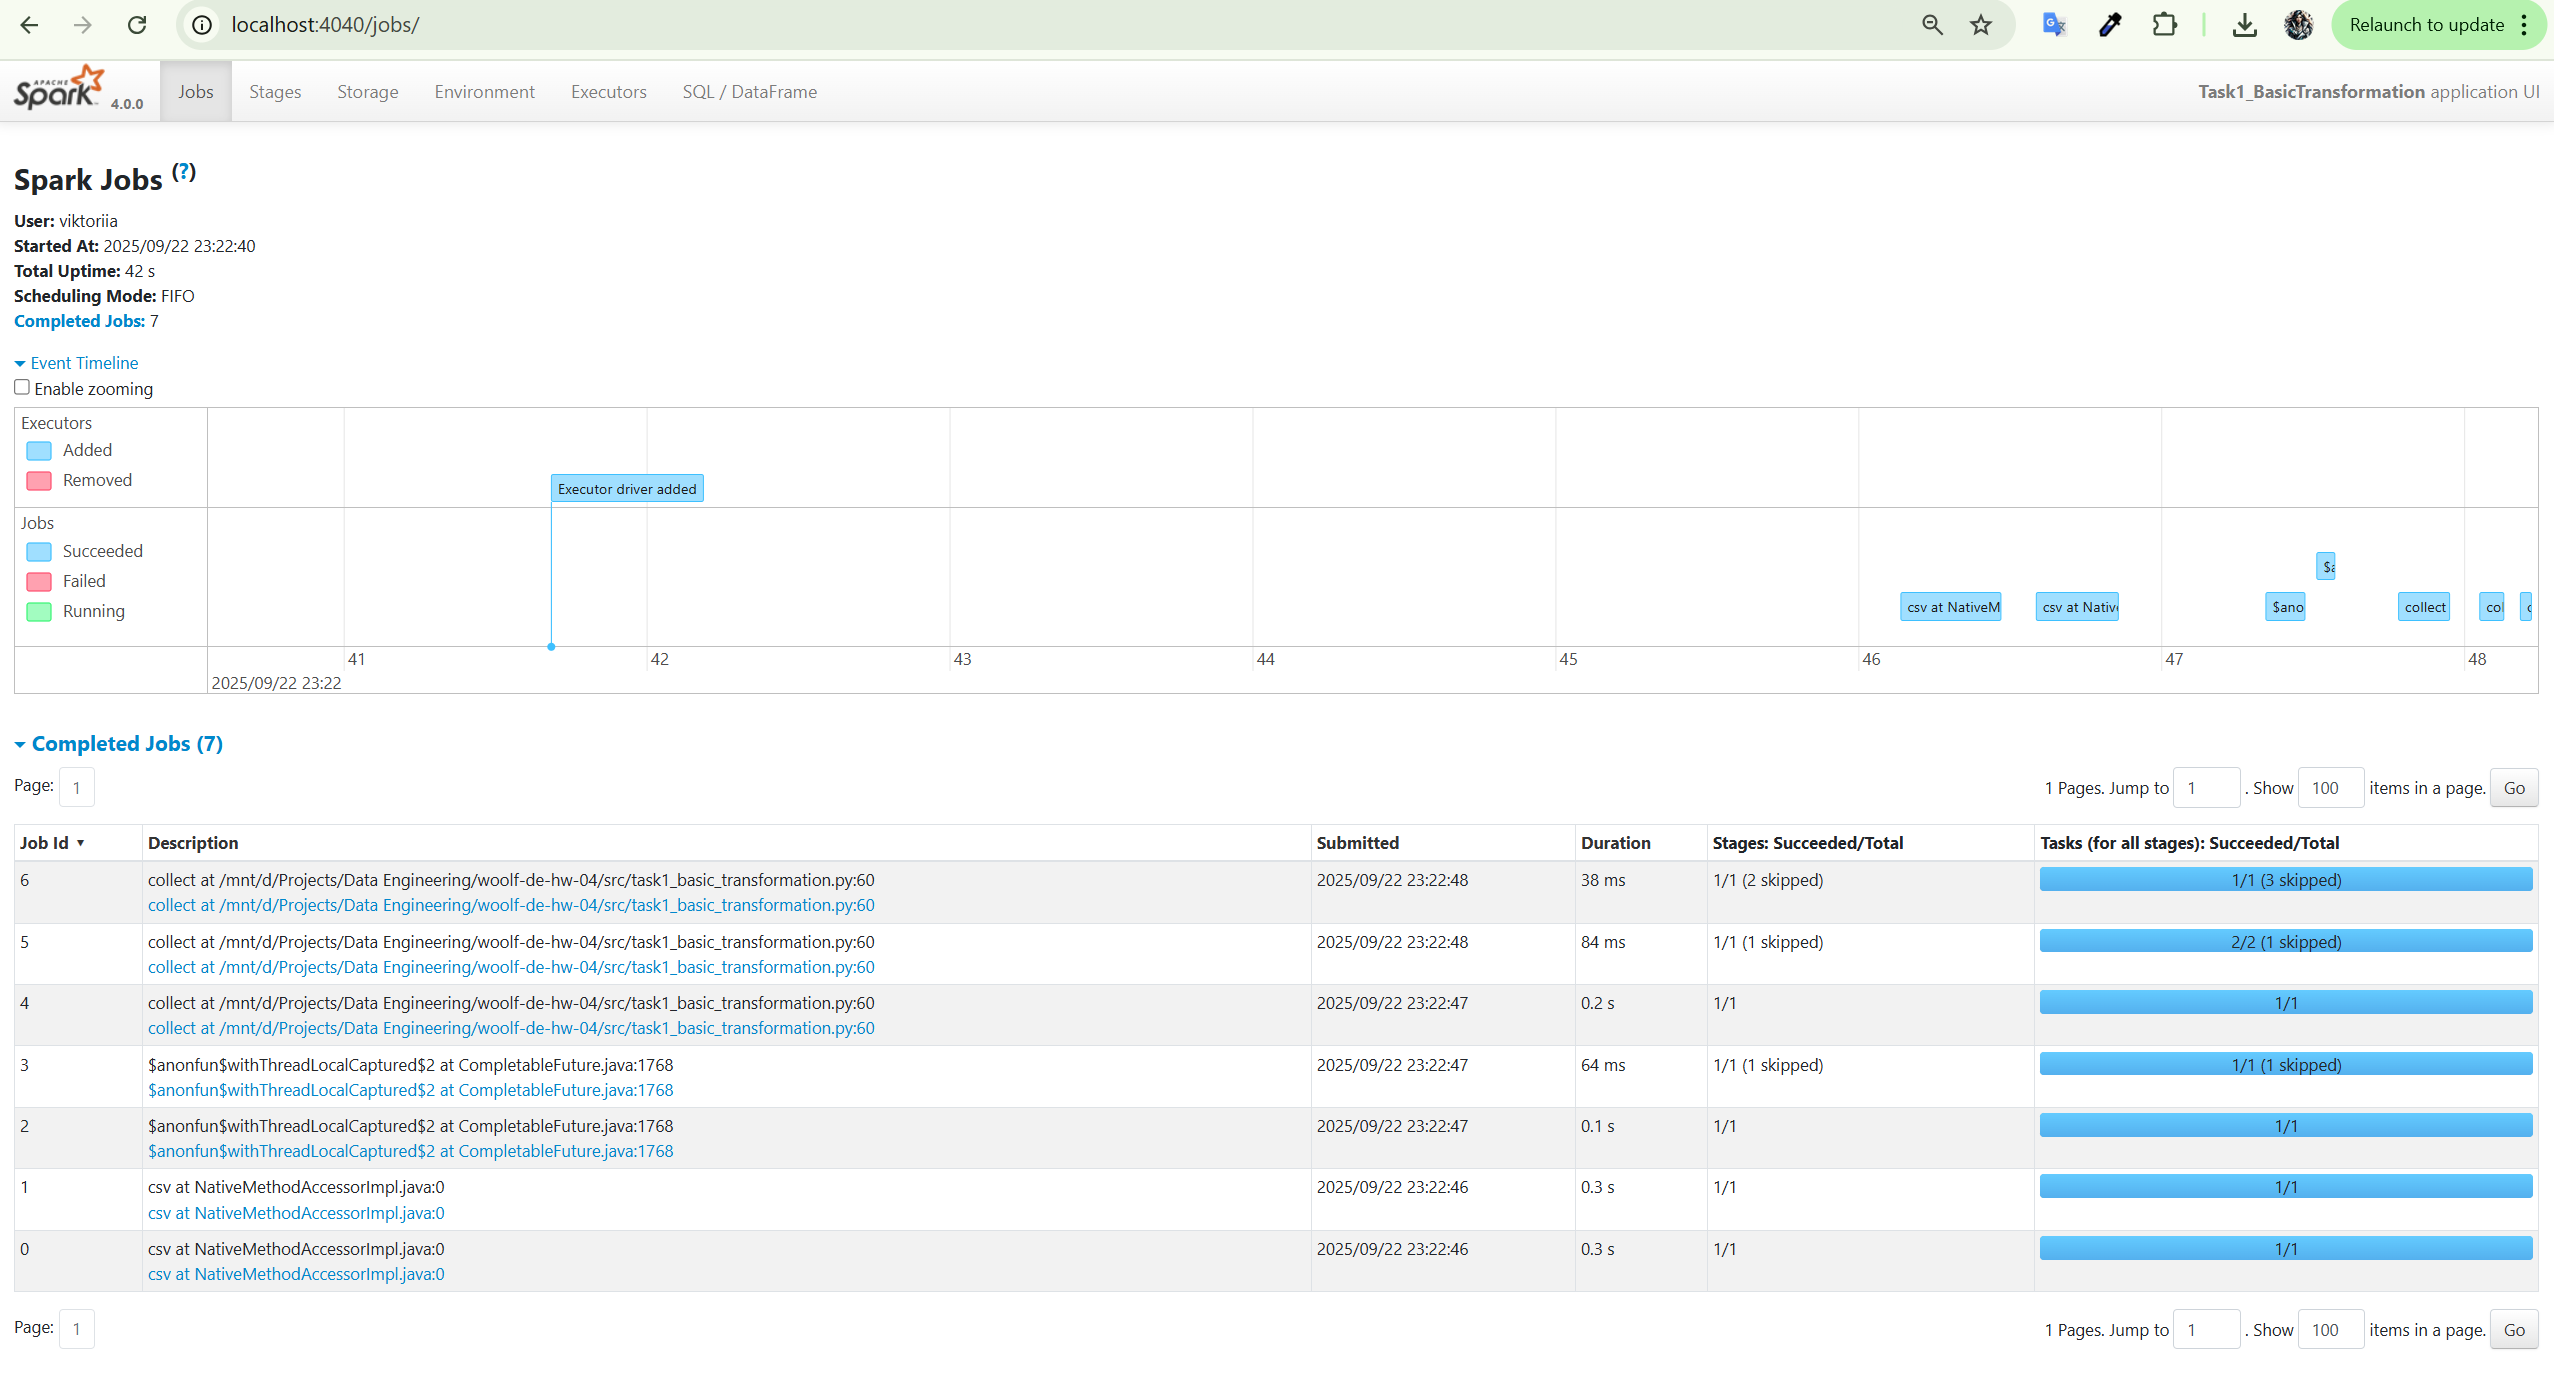 localhost:4040/jobs/
Relaunch to update
APACHE Spark 4.0.0
Jobs Stages Storage Environment Executors SQL / DataFrame
Task1_BasicTransformation application UI
Spark Jobs (?)
User: viktoriia
Started At: 2025/09/22 23:22:40
Total Uptime: 42 s
Scheduling Mode: FIFO
Completed Jobs: 7
Event Timeline
Enable zooming
Executors
Added
Removed
Executor driver added
Jobs
Succeeded
Failed
Running
csv at NativeM
csv at Nativ
$ano
$a
collect
col
c
41 42 43 44 45 46 47 48
2025/09/22 23:22
Completed Jobs (7)
Page: 1
1 Pages. Jump to 1 . Show 100 items in a page. Go
Job Id ▾ Description Submitted Duration Stages: Succeeded/Total Tasks (for all stages): Succeeded/Total
6 collect at /mnt/d/Projects/Data Engineering/woolf-de-hw-04/src/task1_basic_transformation.py:60 2025/09/22 23:22:48 38 ms 1/1 (2 skipped) 1/1 (3 skipped)
collect at /mnt/d/Projects/Data Engineering/woolf-de-hw-04/src/task1_basic_transformation.py:60
5 collect at /mnt/d/Projects/Data Engineering/woolf-de-hw-04/src/task1_basic_transformation.py:60 2025/09/22 23:22:48 84 ms 1/1 (1 skipped) 2/2 (1 skipped)
collect at /mnt/d/Projects/Data Engineering/woolf-de-hw-04/src/task1_basic_transformation.py:60
4 collect at /mnt/d/Projects/Data Engineering/woolf-de-hw-04/src/task1_basic_transformation.py:60 2025/09/22 23:22:47 0.2 s 1/1 1/1
collect at /mnt/d/Projects/Data Engineering/woolf-de-hw-04/src/task1_basic_transformation.py:60
3 $anonfun$withThreadLocalCaptured$2 at CompletableFuture.java:1768 2025/09/22 23:22:47 64 ms 1/1 (1 skipped) 1/1 (1 skipped)
$anonfun$withThreadLocalCaptured$2 at CompletableFuture.java:1768
2 $anonfun$withThreadLocalCaptured$2 at CompletableFuture.java:1768 2025/09/22 23:22:47 0.1 s 1/1 1/1
$anonfun$withThreadLocalCaptured$2 at CompletableFuture.java:1768
1 csv at NativeMethodAccessorImpl.java:0 2025/09/22 23:22:46 0.3 s 1/1 1/1
csv at NativeMethodAccessorImpl.java:0
0 csv at NativeMethodAccessorImpl.java:0 2025/09/22 23:22:46 0.3 s 1/1 1/1
csv at NativeMethodAccessorImpl.java:0
Page: 1
1 Pages. Jump to 1 . Show 100 items in a page. Go